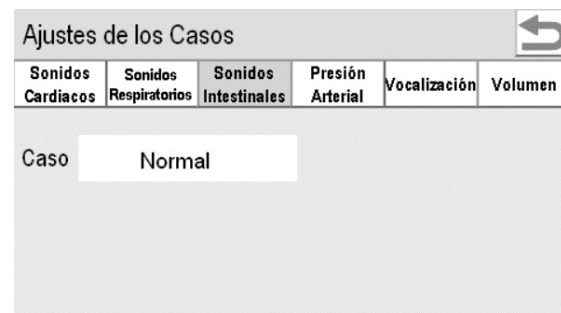 Ajustes de los Casos
Sonidos Cardiacos
Sonidos Respiratorios
Sonidos Intestinales
Presión Arterial
Vocalización
Volumen
Caso Normal